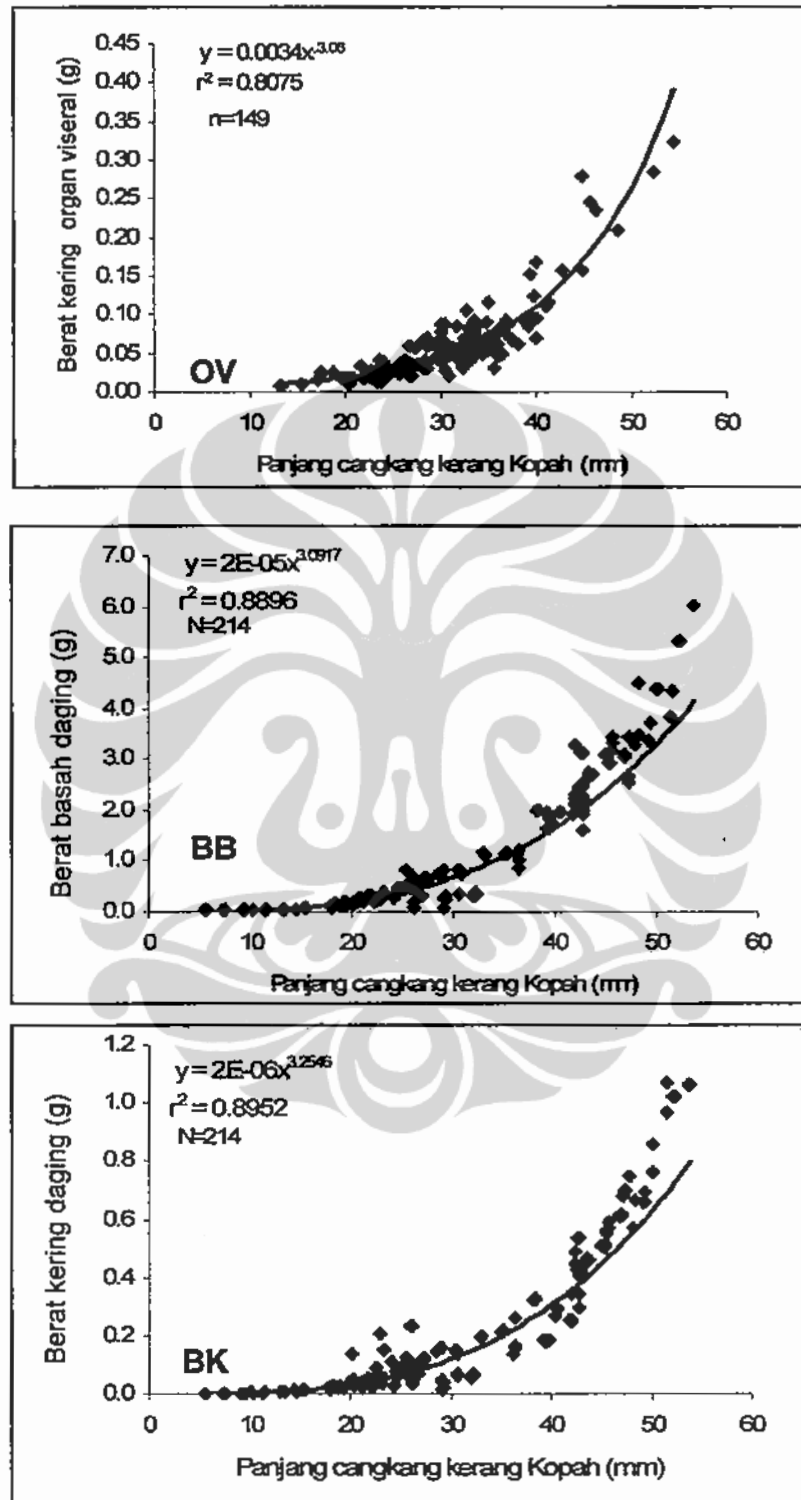 y = 0.0034x^-3.06
r² = 0.8075
n=149
Berat kering organ viseral (g)
0.45
0.40
0.35
0.30
0.25
0.20
0.15
0.10
0.05
0.00
OV
0 10 20 30 40 50 60
Panjang cangkang kerang Kopah (mm)
y = 2E-05x^3.0917
r² = 0.8896
N=214
Berat basah daging (g)
7.0
6.0
5.0
4.0
3.0
2.0
1.0
0.0
BB
0 10 20 30 40 50 60
Panjang cangkang kerang Kopah (mm)
y = 2E-06x^3.2546
r² = 0.8952
N=214
Berat kering daging (g)
1.2
1.0
0.8
0.6
0.4
0.2
0.0
BK
0 10 20 30 40 50 60
Panjang cangkang kerang Kopah (mm)